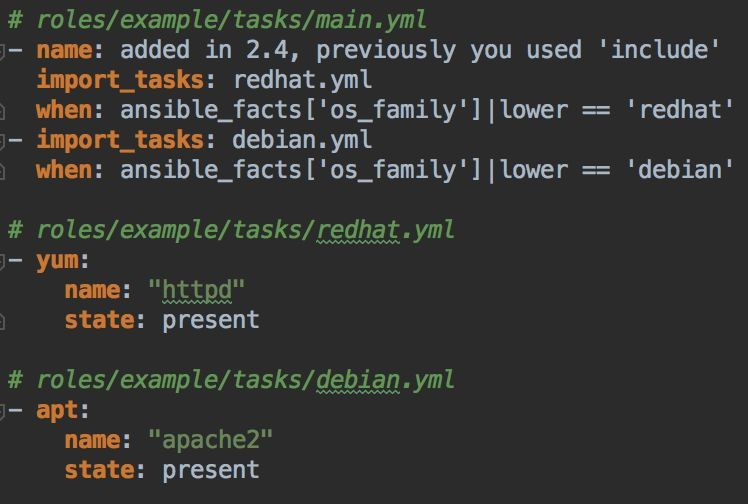 # roles/example/tasks/main.yml
- name: added in 2.4, previously you used 'include'
  import_tasks: redhat.yml
  when: ansible_facts['os_family']|lower == 'redhat'
- import_tasks: debian.yml
  when: ansible_facts['os_family']|lower == 'debian'

# roles/example/tasks/redhat.yml
- yum:
    name: "httpd"
    state: present

# roles/example/tasks/debian.yml
- apt:
    name: "apache2"
    state: present